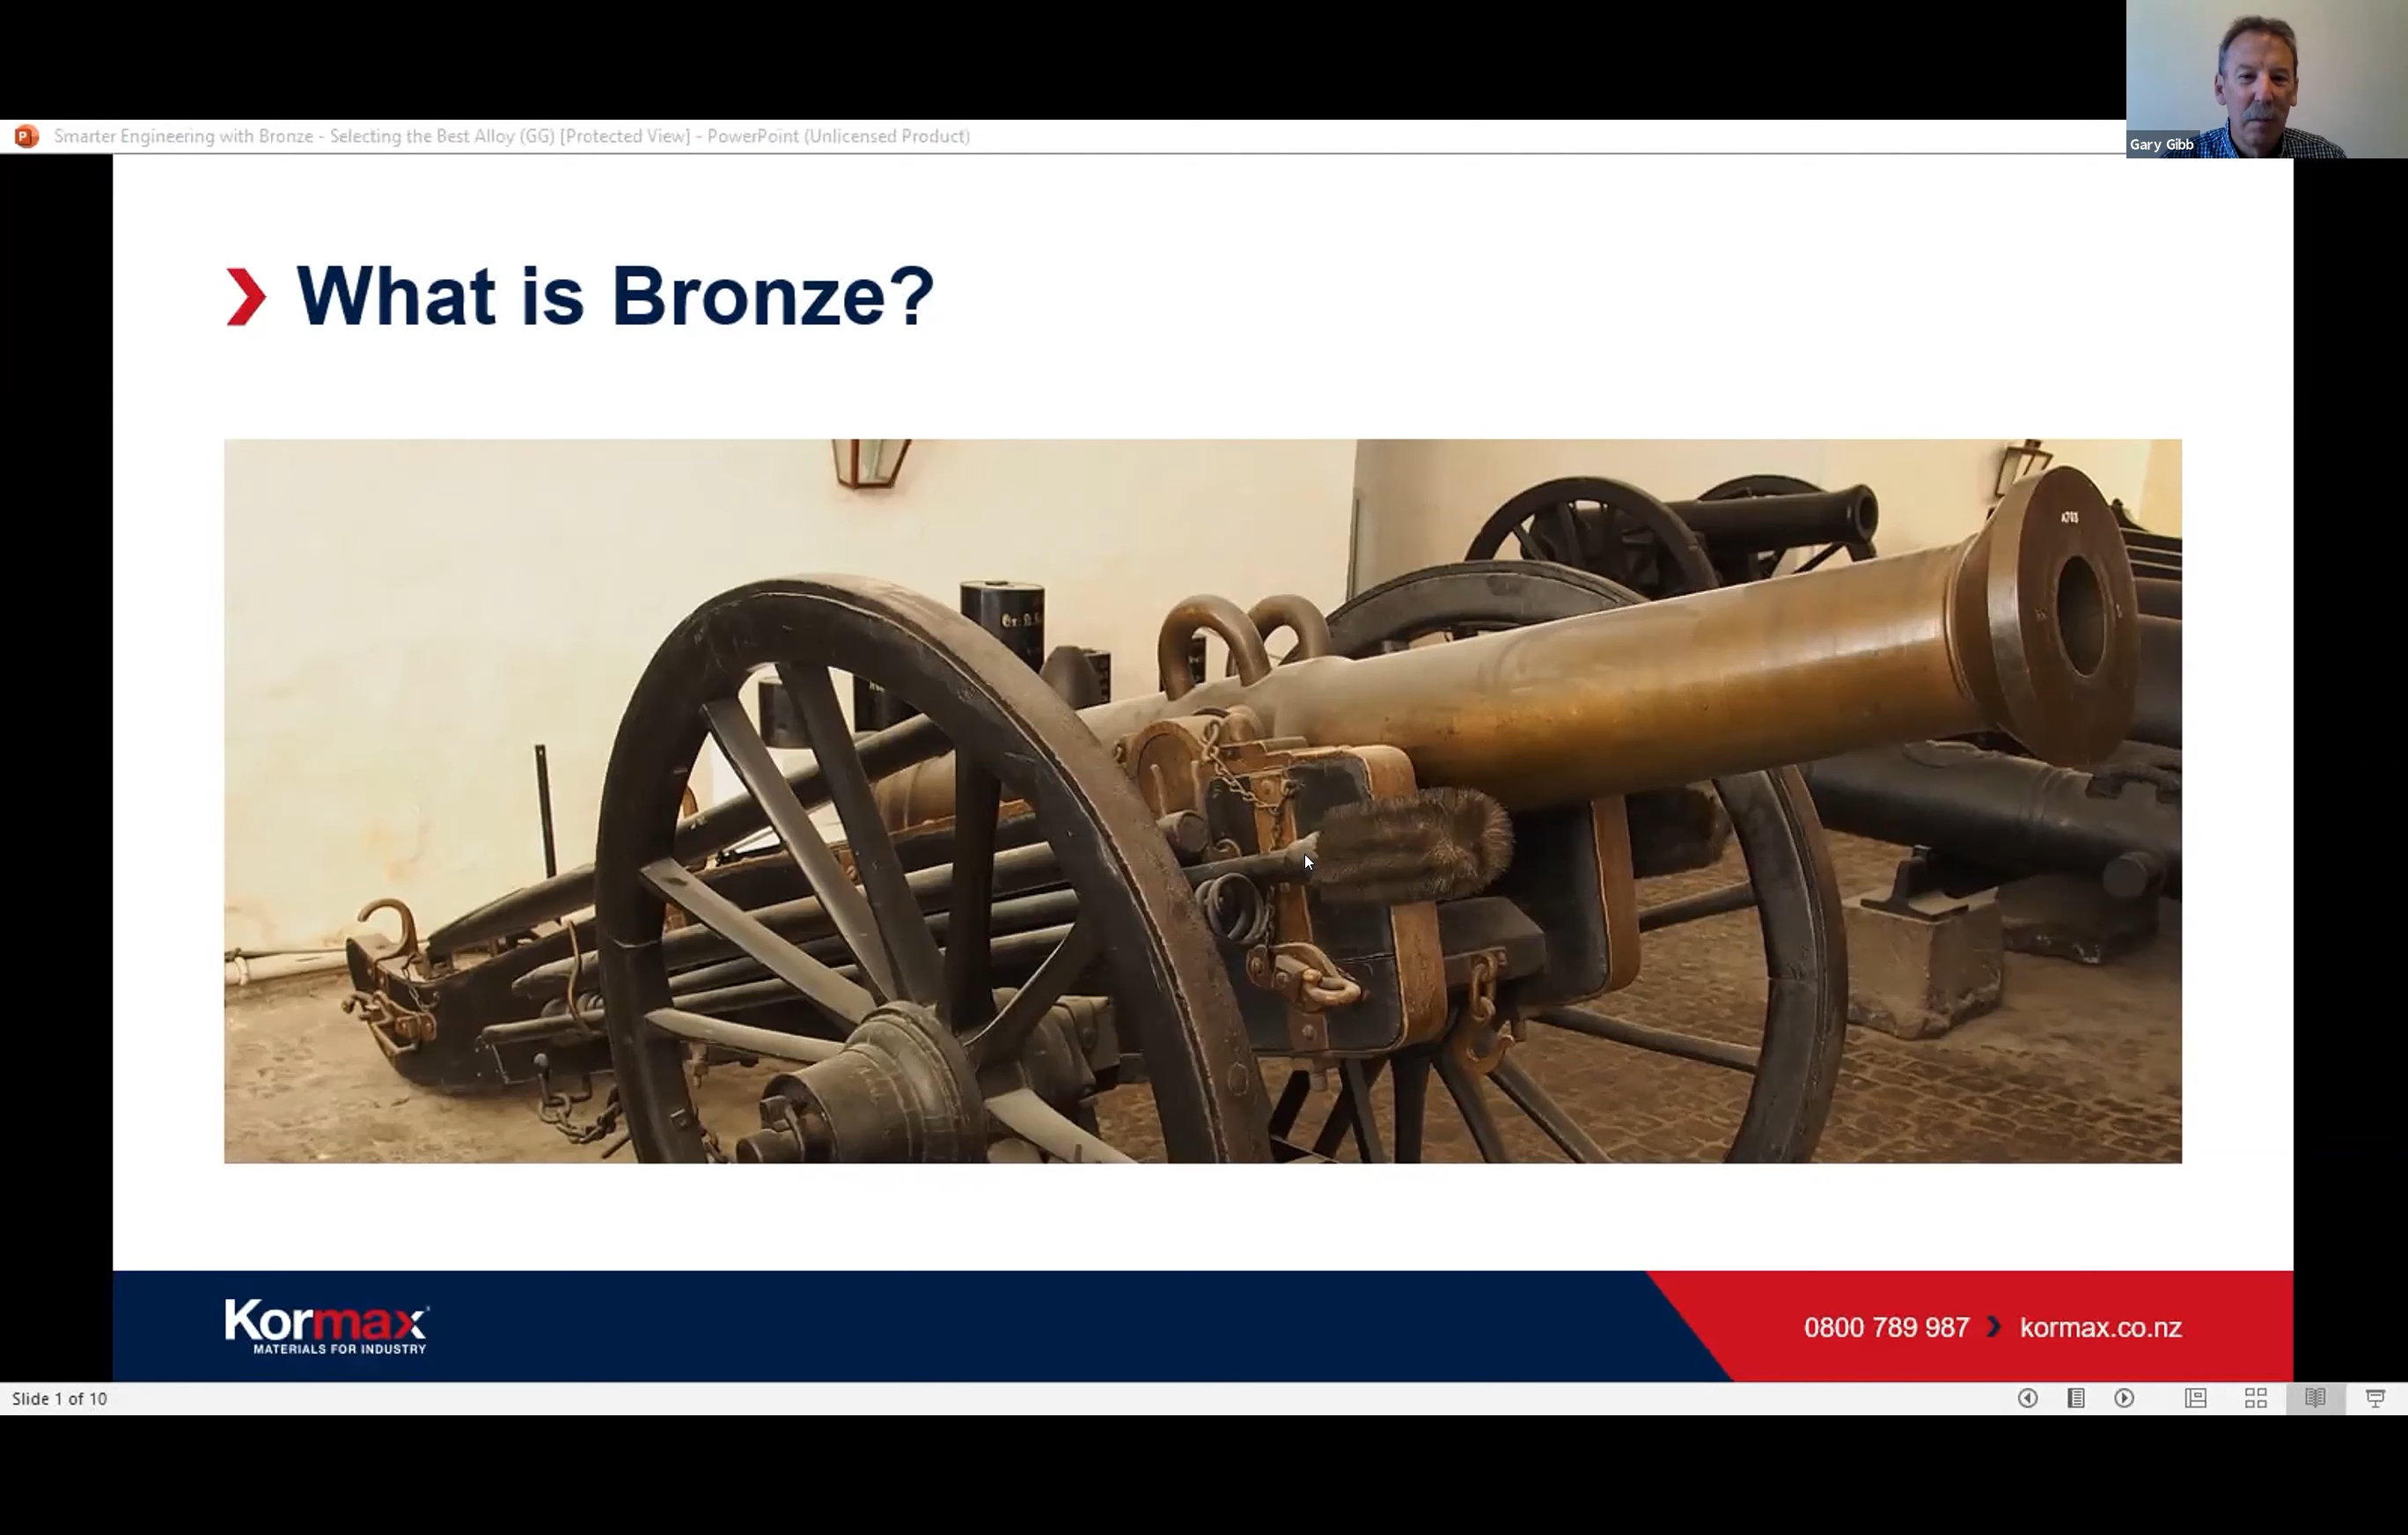 Smarter Engineering with Bronze - Selecting the Best Alloy (GG) [Protected View] - PowerPoint (Unlicensed Product)
Gary Gibb
What is Bronze?
Kormax
MATERIALS FOR INDUSTRY
0800 789 987 kormax.co.nz
Slide 1 of 10